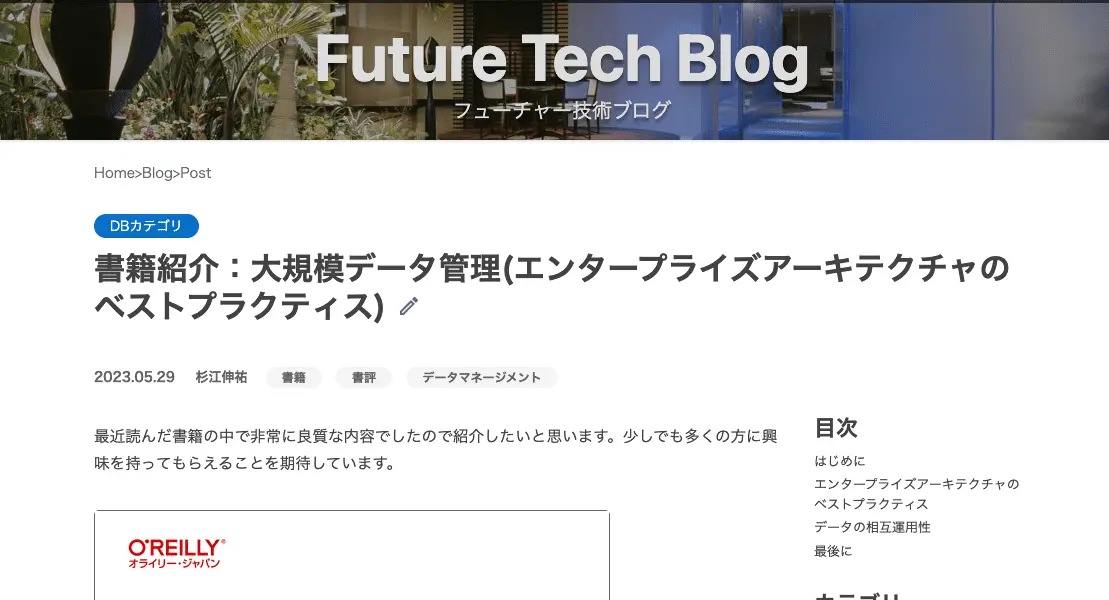 Future Tech Blog
フューチャー技術ブログ
Home>Blog>Post
DBカテゴリ
書籍紹介：大規模データ管理(エンタープライズアーキテクチャの
ベストプラクティス)
2023.05.29 杉江伸祐 書籍 書評 データマネージメント
最近読んだ書籍の中で非常に良質な内容でしたので紹介したいと思います。少しでも多くの方に興
味を持ってもらえることを期待しています。
O'REILLY®
オライリー・ジャパン
目次
はじめに
エンタープライズアーキテクチャの
ベストプラクティス
データの相互運用性
最後に
カテゴリ